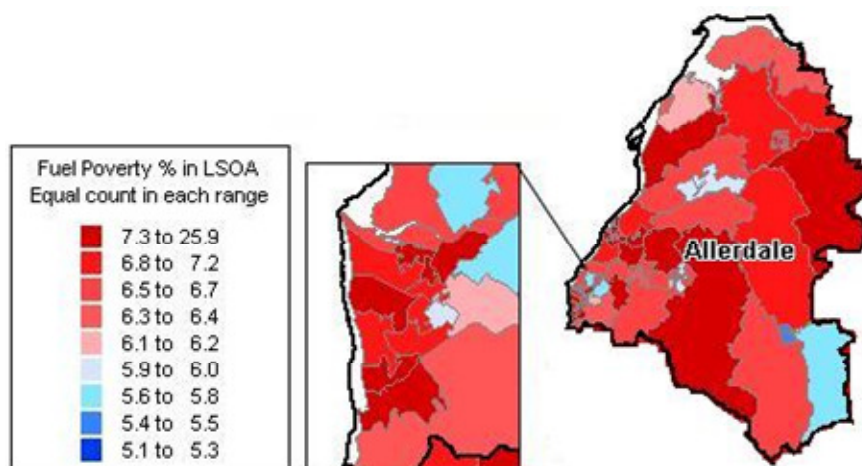 Fuel Poverty % in LSOA
Equal count in each range
7.3 to 25.9
6.8 to 7.2
6.5 to 6.7
6.3 to 6.4
6.1 to 6.2
5.9 to 6.0
5.6 to 5.8
5.4 to 5.5
5.1 to 5.3
Allerdale